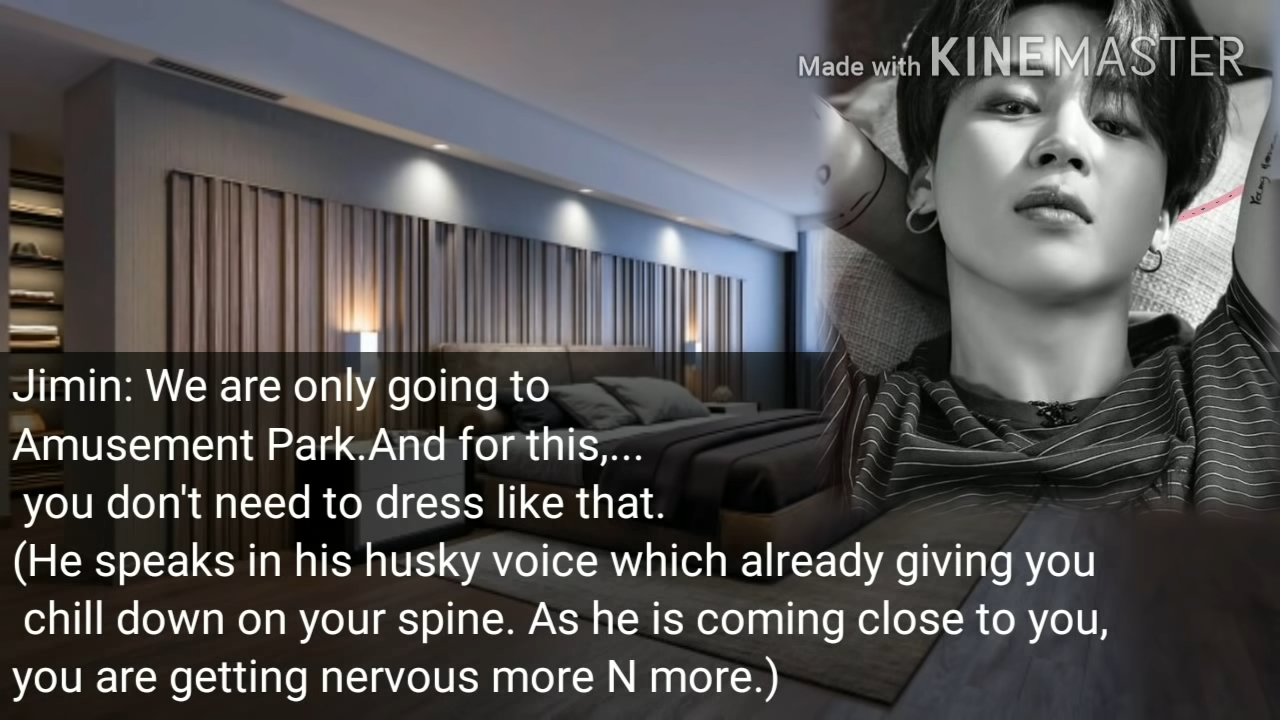 Made with KINEMASTER
Jimin: We are only going to
Amusement Park.And for this,...
you don't need to dress like that.
(He speaks in his husky voice which already giving you
chill down on your spine. As he is coming close to you,
you are getting nervous more N more.)